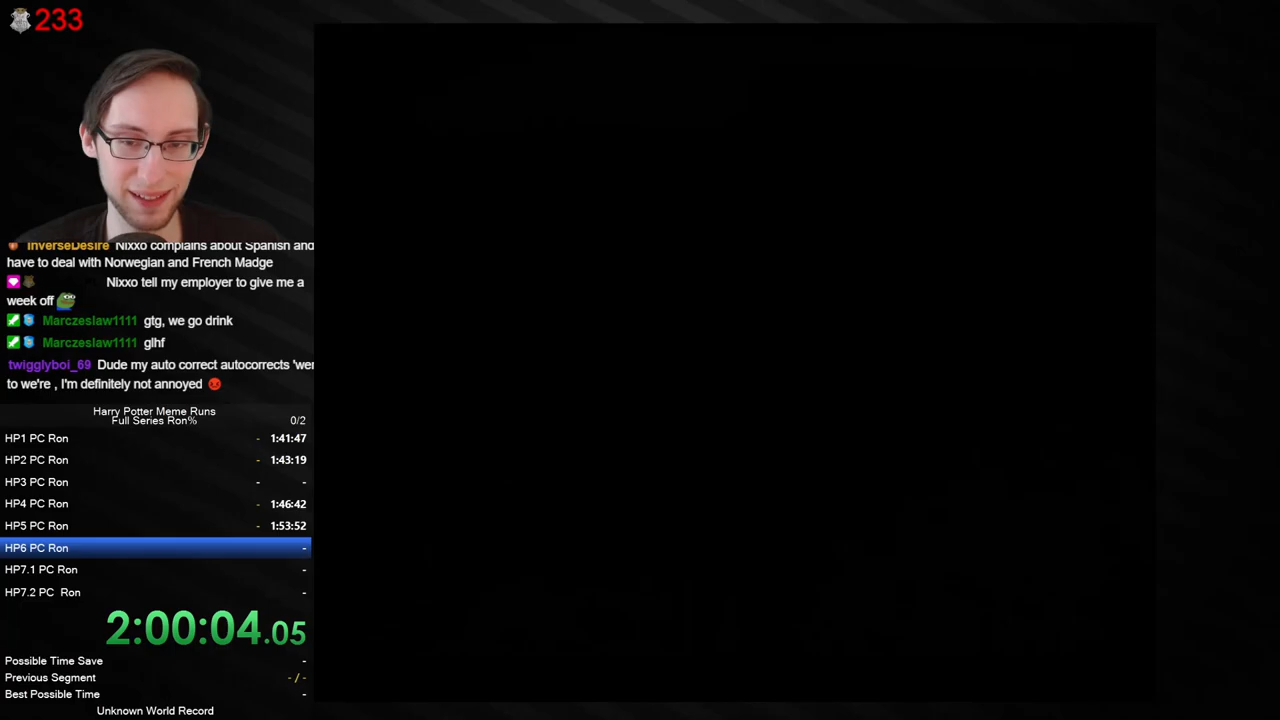 233
InverseDesire Nixxo complains about Spanish and
have to deal with Norwegian and French Madge
Nixxo tell my employer to give me a
week off
Marczeslaw1111 gtg, we go drink
Marczeslaw1111 glhf
twigglyboi_69 Dude my auto correct autocorrects 'wer
to we're , I'm definitely not annoyed
Harry Potter Meme Runs
Full Series Ron% 0/2
HP1 PC Ron - 1:41:47
HP2 PC Ron - 1:43:19
HP3 PC Ron - -
HP4 PC Ron - 1:46:42
HP5 PC Ron - 1:53:52
HP6 PC Ron -
HP7.1 PC Ron -
HP7.2 PC Ron -
2:00:04.05
Possible Time Save -
Previous Segment - / -
Best Possible Time -
Unknown World Record